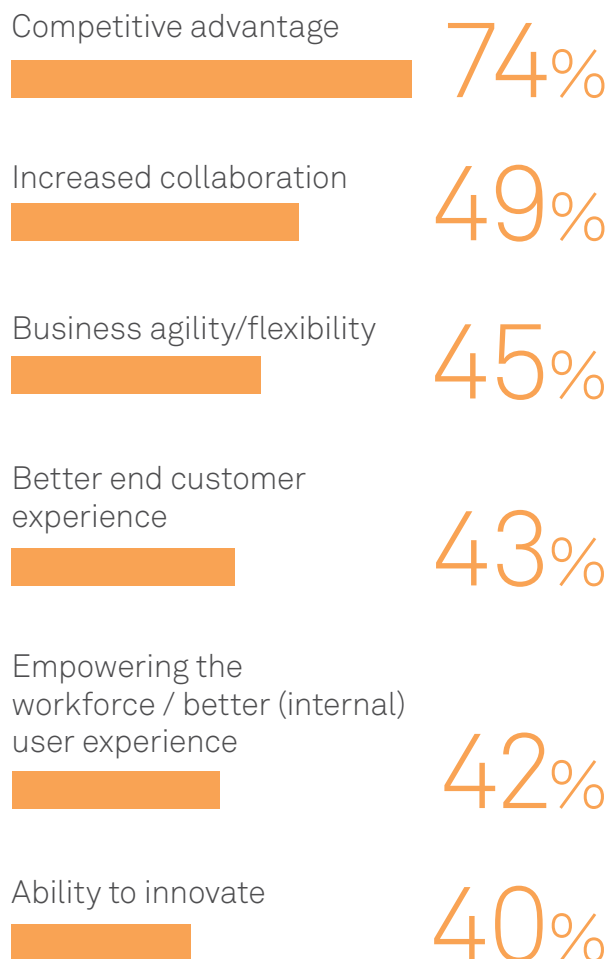 Competitive advantage
74%
Increased collaboration
49%
Business agility/flexibility
45%
Better end customer
experience
43%
Empowering the
workforce / better (internal)
user experience
42%
Ability to innovate
40%